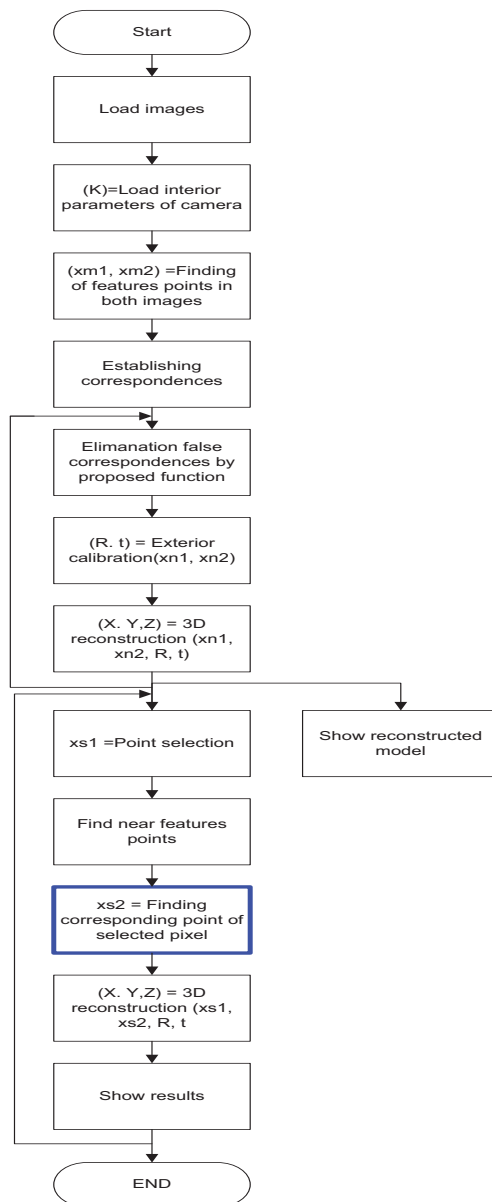 Start
Load images
(K)=Load interior
parameters of camera
(xm1, xm2) =Finding
of features points in
both images
Establishing
correspondences
Elimanation false
correspondences by
proposed function
(R. t) = Exterior
calibration(xn1, xn2)
(X. Y,Z) = 3D
reconstruction (xn1,
xn2, R, t)
xs1 =Point selection
Show reconstructed
model
Find near features
points
xs2 = Finding
corresponding point of
selected pixel
(X. Y,Z) = 3D
reconstruction (xs1,
xs2, R, t
Show results
END